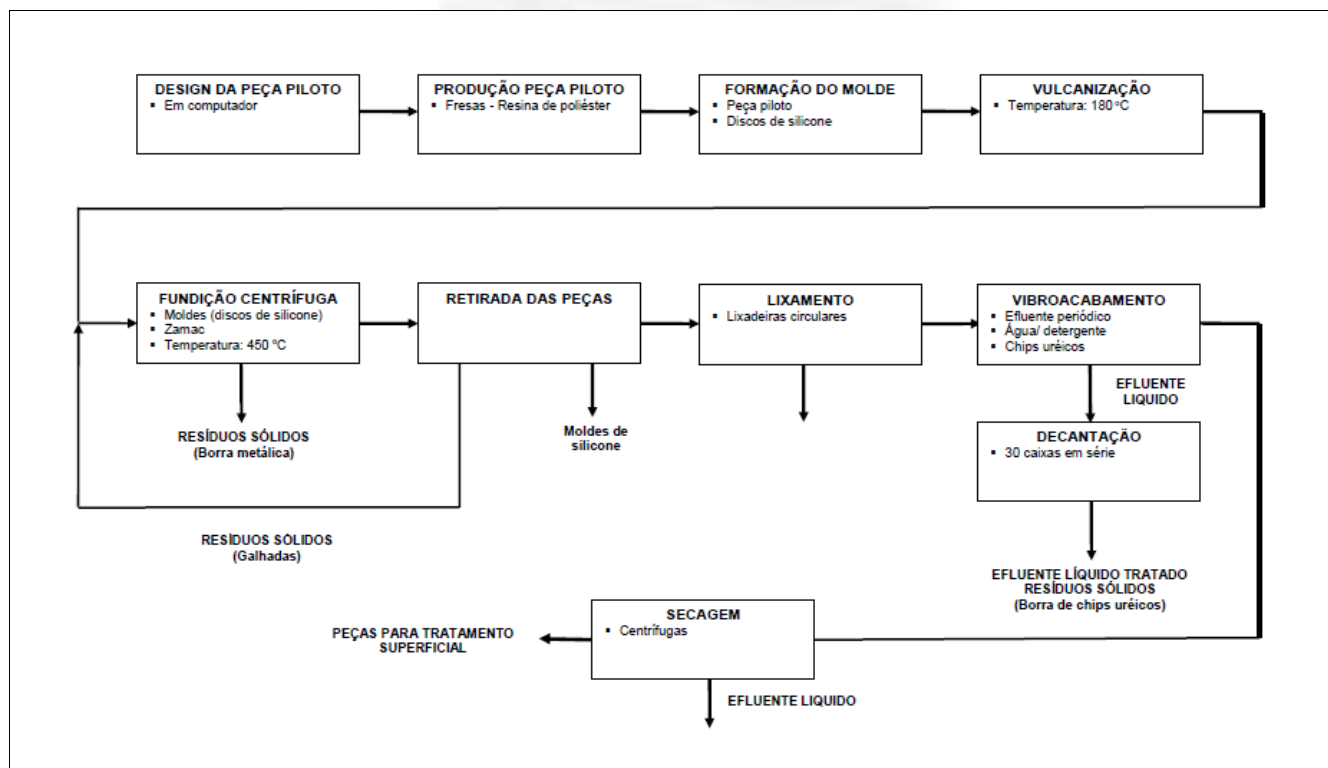 DESIGN DA PEÇA PILOTO
▪ Em computador
PRODUÇÃO PEÇA PILOTO
▪ Fresas - Resina de poliéster
FORMAÇÃO DO MOLDE
▪ Peça piloto
▪ Discos de silicone
VULCANIZAÇÃO
▪ Temperatura: 180 ºC
FUNDIÇÃO CENTRÍFUGA
▪ Moldes (discos de silicone)
▪ Zamac
▪ Temperatura: 450 ºC
RETIRADA DAS PEÇAS
LIXAMENTO
▪ Lixadeiras circulares
VIBROACABAMENTO
▪ Efluente periódico
▪ Água/ detergente
▪ Chips uréicos
EFLUENTE
LIQUIDO
RESÍDUOS SÓLIDOS
(Borra metálica)
Moldes de
silicone
DECANTAÇÃO
▪ 30 caixas em série
RESÍDUOS SÓLIDOS
(Galhadas)
EFLUENTE LÍQUIDO TRATADO
RESÍDUOS SÓLIDOS
(Borra de chips uréicos)
SECAGEM
▪ Centrífugas
PEÇAS PARA TRATAMENTO
SUPERFICIAL
EFLUENTE LIQUIDO